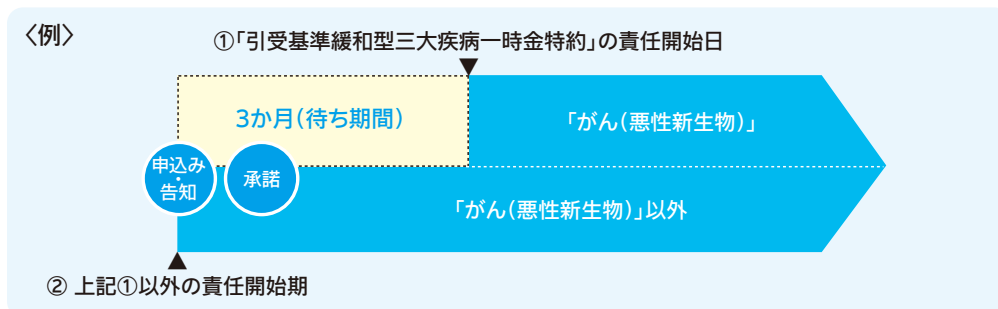 〈例〉
①「引受基準緩和型三大疾病一時金特約」の責任開始日
3か月(待ち期間)
「がん(悪性新生物)」
申込み
・
告知
承諾
「がん(悪性新生物)」以外
② 上記①以外の責任開始期